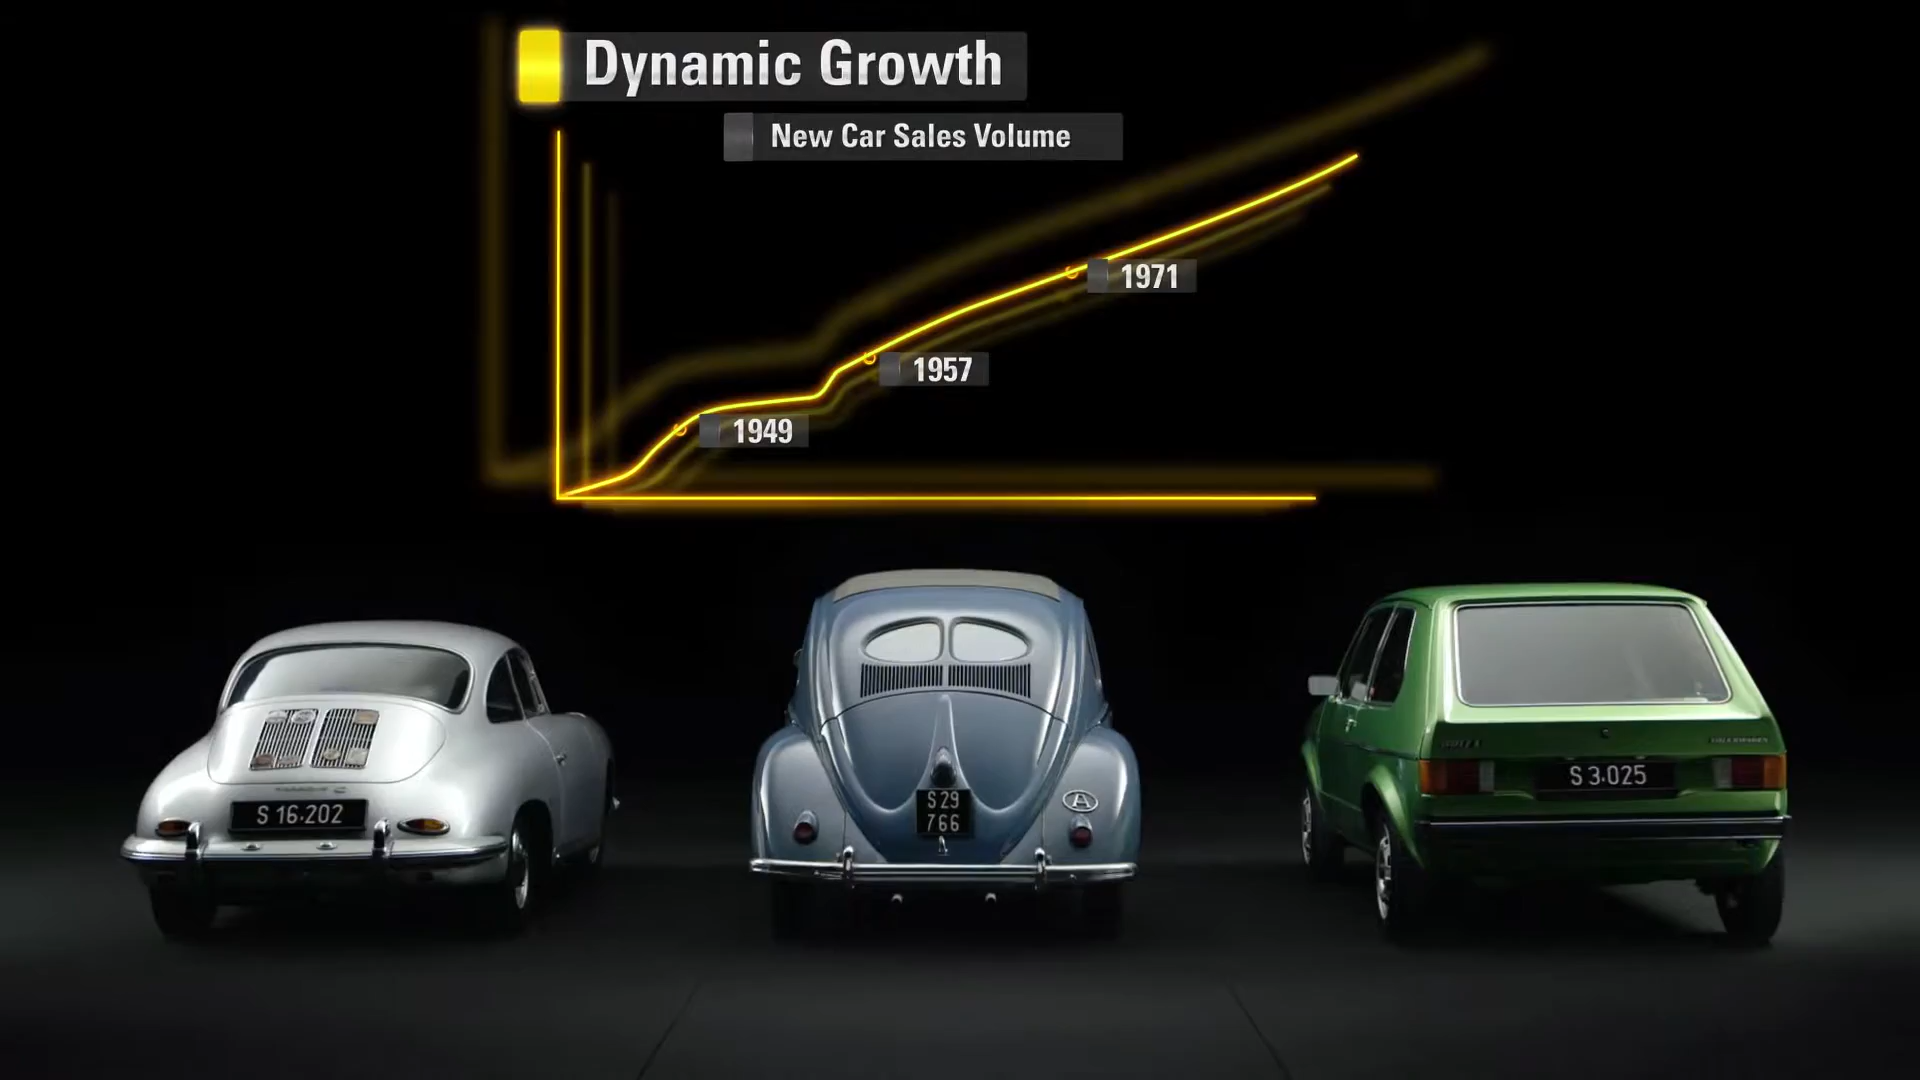 Dynamic Growth
New Car Sales Volume
1971
1957
1949
S 16.202
S 29
766
A
S 3.025